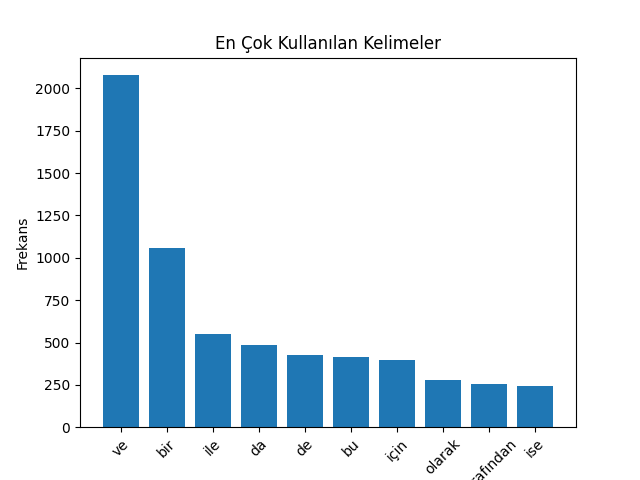 En Çok Kullanılan Kelimeler
Frekans
2000
1750
1500
1250
1000
750
500
250
0
ve
bir
ile
da
de
bu
için
olarak
rafından
ise